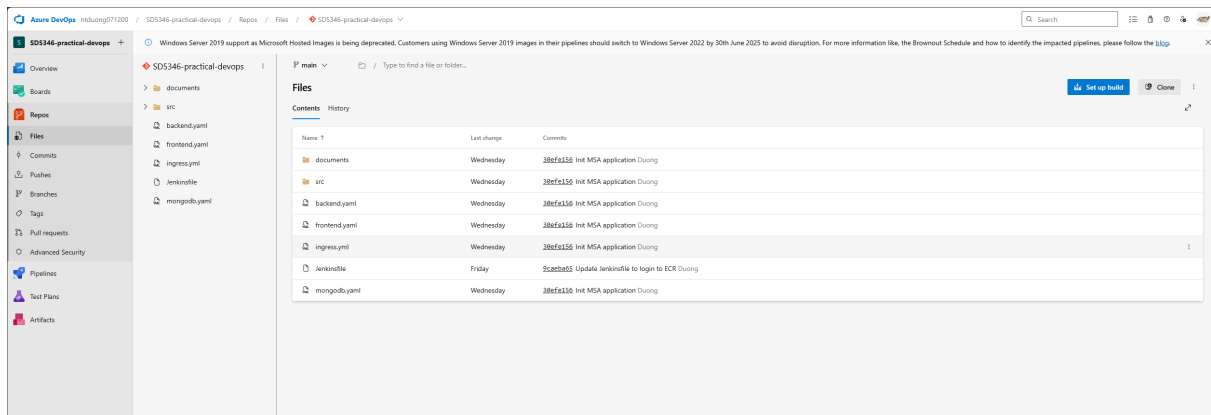 Azure DevOps ntduong071200 / SD5346-practical-devops / Repos / Files / SD5346-practical-devops
Search
S SD5346-practical-devops +
Windows Server 2019 support as Microsoft Hosted Images is being deprecated. Customers using Windows Server 2019 images in their pipelines should switch to Windows Server 2022 by 30th June 2025 to avoid disruption. For more information like, the Brownout Schedule and how to identify the impacted pipelines, please follow the blog.
Overview
Boards
Repos
Files
Commits
Pushes
Branches
Tags
Pull requests
Advanced Security
Pipelines
Test Plans
Artifacts
SD5346-practical-devops
documents
src
backend.yaml
frontend.yaml
ingress.yml
Jenkinsfile
mongodb.yaml
main / Type to find a file or folder...
Files
Set up build
Clone
Contents History
Name ↑ Last change Commits
documents Wednesday 30efe156 Init MSA application Duong
src Wednesday 30efe156 Init MSA application Duong
backend.yaml Wednesday 30efe156 Init MSA application Duong
frontend.yaml Wednesday 30efe156 Init MSA application Duong
ingress.yml Wednesday 30efe156 Init MSA application Duong
Jenkinsfile Friday 9caeba65 Update Jenkinsfile to login to ECR Duong
mongodb.yaml Wednesday 30efe156 Init MSA application Duong